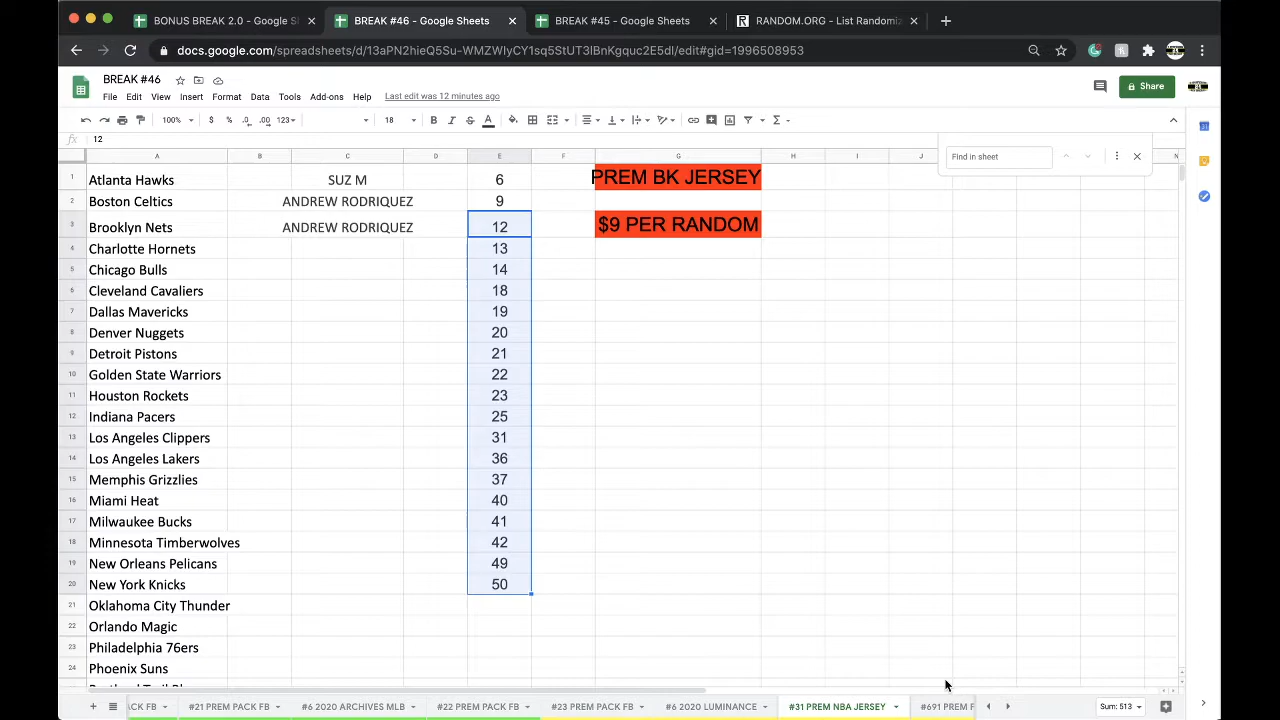 BONUS BREAK 2.0 - Google S
BREAK #46 - Google Sheets
BREAK #45 - Google Sheets
RANDOM.ORG - List Randomiz
docs.google.com/spreadsheets/d/13aPN2hieQ5Su-WMZWIyCY1sq5StUT3lBnKgquc2E5dI/edit#gid=1996508953
BREAK #46
File Edit View Insert Format Data Tools Add-ons Help Last edit was 12 minutes ago
Share
100% $ % .0 .00 123 18 B I S A
fx 12
Find in sheet
A B C D E F G H I J N
1 Atlanta Hawks SUZ M 6 PREM BK JERSEY
2 Boston Celtics ANDREW RODRIQUEZ 9
3 Brooklyn Nets ANDREW RODRIQUEZ 12 $9 PER RANDOM
4 Charlotte Hornets 13
5 Chicago Bulls 14
6 Cleveland Cavaliers 18
7 Dallas Mavericks 19
8 Denver Nuggets 20
9 Detroit Pistons 21
10 Golden State Warriors 22
11 Houston Rockets 23
12 Indiana Pacers 25
13 Los Angeles Clippers 31
14 Los Angeles Lakers 36
15 Memphis Grizzlies 37
16 Miami Heat 40
17 Milwaukee Bucks 41
18 Minnesota Timberwolves 42
19 New Orleans Pelicans 49
20 New York Knicks 50
21 Oklahoma City Thunder
22 Orlando Magic
23 Philadelphia 76ers
24 Phoenix Suns
ACK FB #21 PREM PACK FB #6 2020 ARCHIVES MLB #22 PREM PACK FB #23 PREM PACK FB #6 2020 LUMINANCE #31 PREM NBA JERSEY #691 PREM F Sum: 513